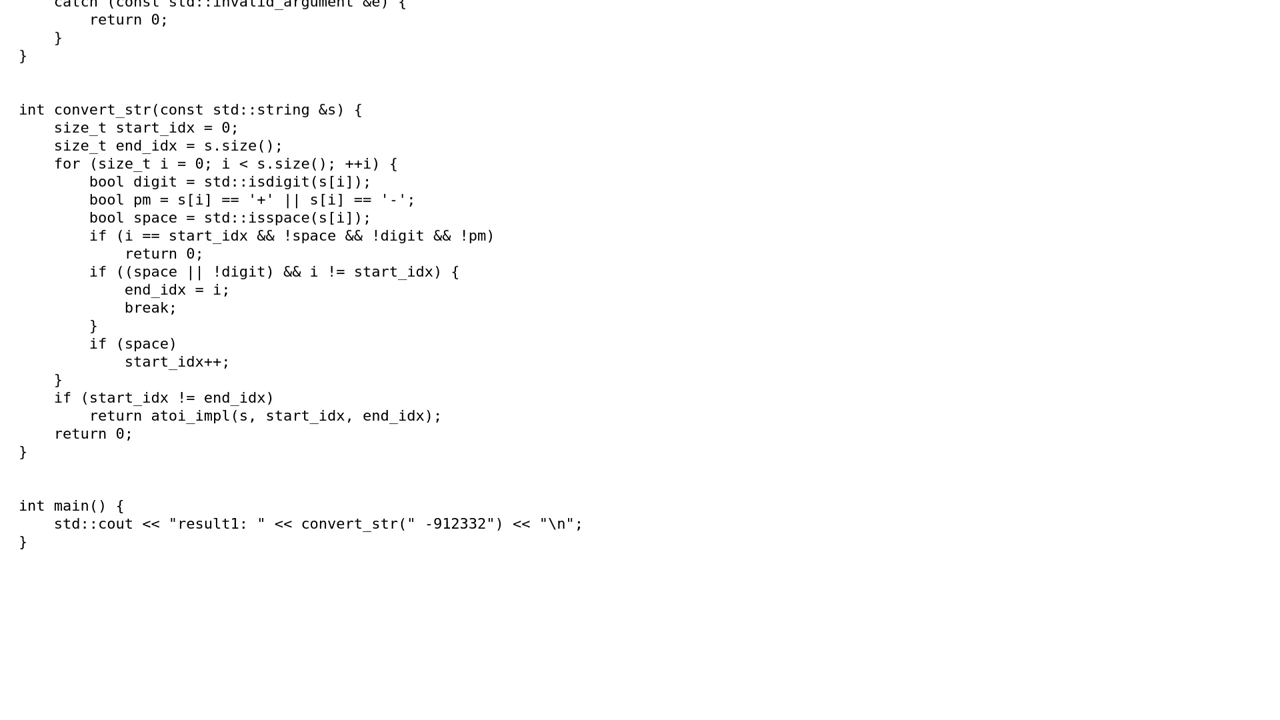 catch (const std::invalid_argument &e) {
        return 0;
    }
}

int convert_str(const std::string &s) {
    size_t start_idx = 0;
    size_t end_idx = s.size();
    for (size_t i = 0; i < s.size(); ++i) {
        bool digit = std::isdigit(s[i]);
        bool pm = s[i] == '+' || s[i] == '-';
        bool space = std::isspace(s[i]);
        if (i == start_idx && !space && !digit && !pm)
            return 0;
        if ((space || !digit) && i != start_idx) {
            end_idx = i;
            break;
        }
        if (space)
            start_idx++;
    }
    if (start_idx != end_idx)
        return atoi_impl(s, start_idx, end_idx);
    return 0;
}

int main() {
    std::cout << "result1: " << convert_str(" -912332") << "\n";
}